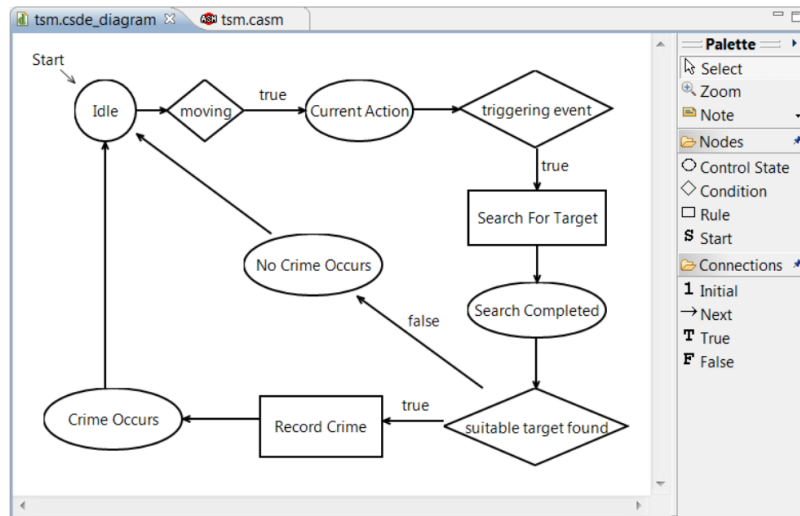 tsm.csde_diagram
ASM tsm.casm
Start
Idle
moving
true
Current Action
triggering event
true
Search For Target
No Crime Occurs
Search Completed
false
Crime Occurs
Record Crime
true
suitable target found
Palette
Select
Zoom
Note
Nodes
Control State
Condition
Rule
S Start
Connections
1 Initial
Next
T True
F False